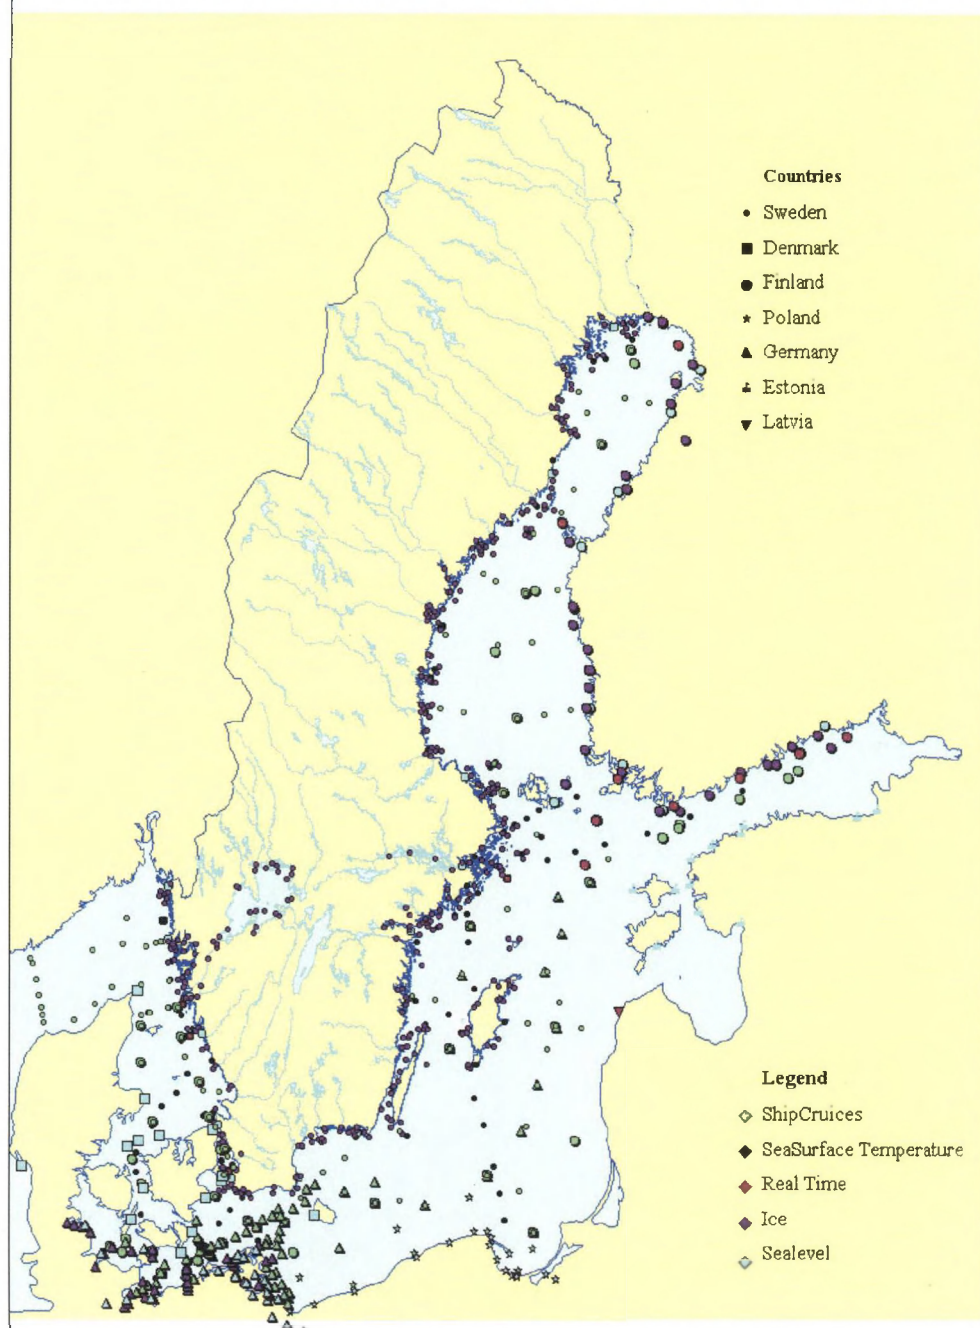 Countries
Sweden
Denmark
Finland
Poland
Germany
Estonia
Latvia
Legend
ShipCruices
SeaSurface Temperature
Real Time
Ice
Sealevel